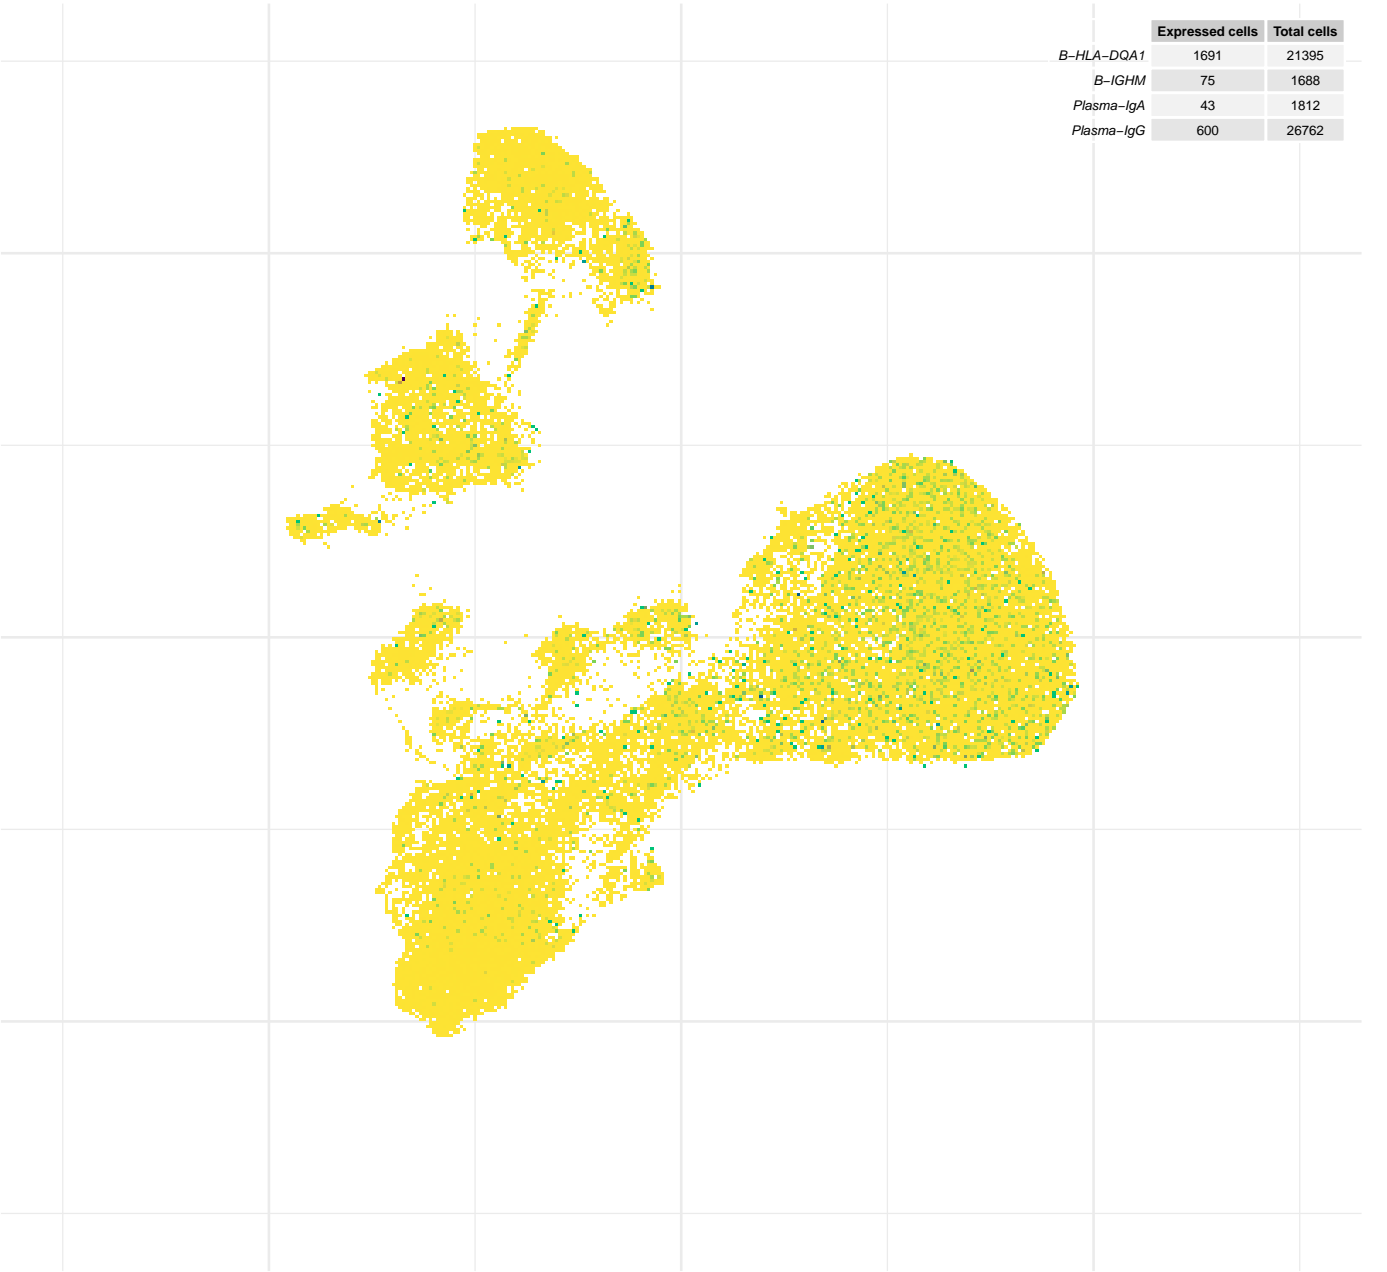 Expressed cells Total cells
B−HLA−DQA1 1691 21395
B−IGHM 75 1688
Plasma−IgA 43 1812
Plasma−IgG 600 26762